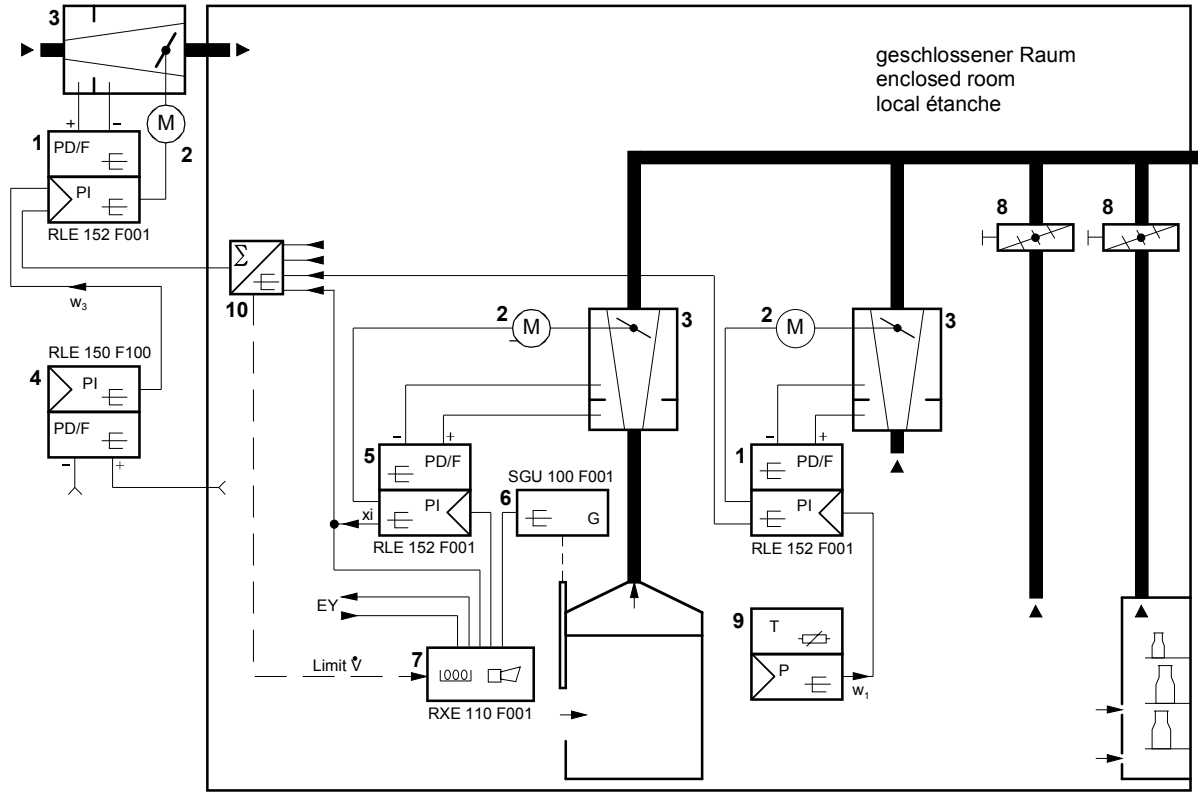 3
geschlossener Raum
enclosed room
local étanche
+ −
M
1
PD/F
2
PI
RLE 152 F001
Σ
w₃
10
2
M
3
2
M
3
8
8
RLE 150 F100
4
PI
PD/F
− +
− +
5
PD/F
xi
PI
RLE 152 F001
SGU 100 F001
6
G
− +
1
PD/F
PI
RLE 152 F001
EY
Limit V̇
7
RXE 110 F001
9
T
P
w₁